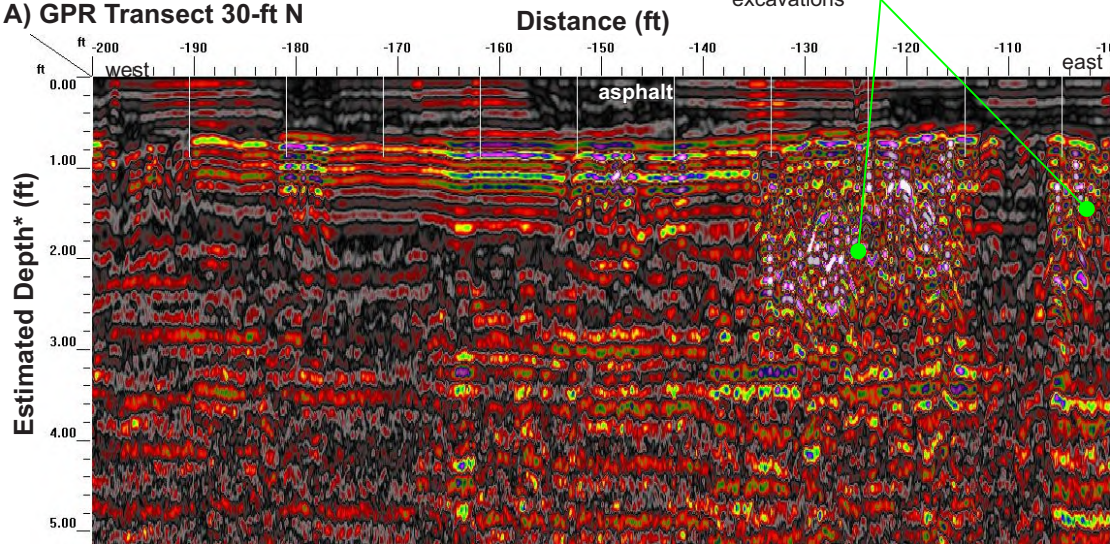 A) GPR Transect 30-ft N
excavations
Distance (ft)
ft -200 -190 -180 -170 -160 -150 -140 -130 -120 -110
ft
west
east
asphalt
0.00
1.00
2.00
3.00
4.00
5.00
Estimated Depth* (ft)